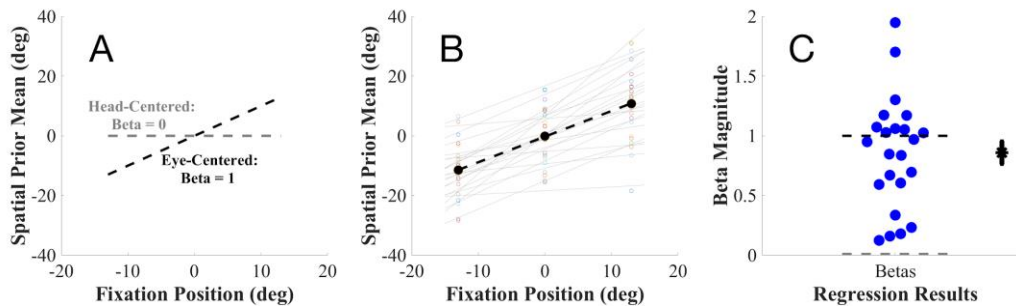 A
Spatial Prior Mean (deg)
40
20
0
-20
-40
Head-Centered:
Beta = 0
Eye-Centered:
Beta = 1
-20
-10
0
10
20
Fixation Position (deg)
B
Spatial Prior Mean (deg)
40
20
0
-20
-40
-20
-10
0
10
20
Fixation Position (deg)
C
Beta Magnitude
2
1.5
1
0.5
0
*
Betas
Regression Results